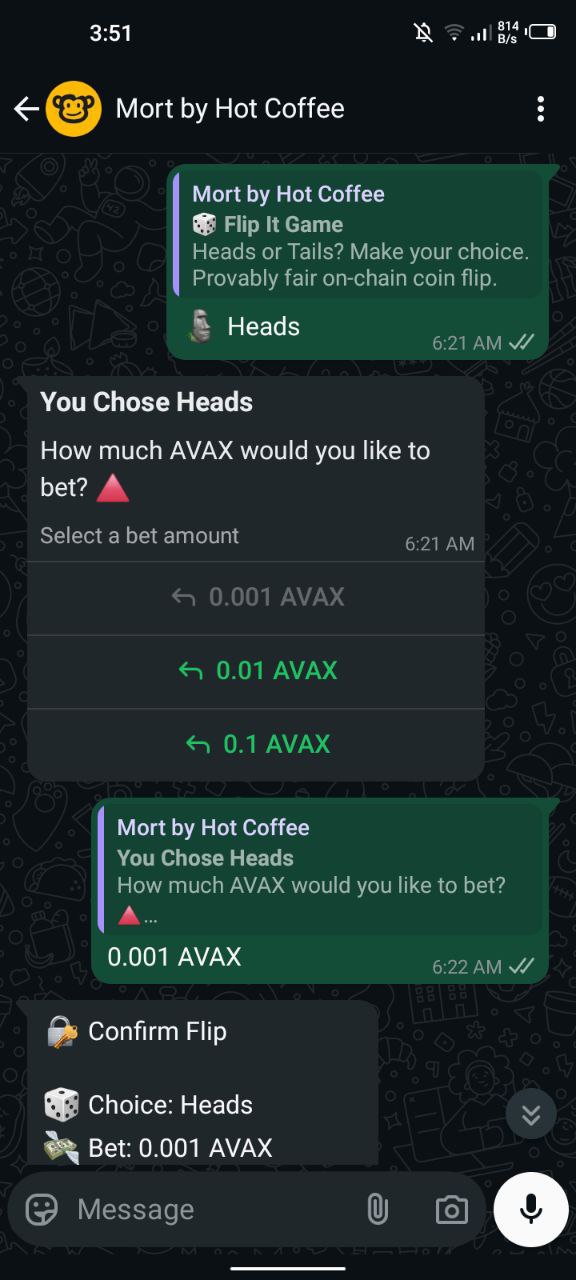 3:51
814
B/s
Mort by Hot Coffee
Mort by Hot Coffee
🎲 Flip It Game
Heads or Tails? Make your choice.
Provably fair on-chain coin flip.
🗿 Heads
6:21 AM
You Chose Heads
How much AVAX would you like to
bet? 🔺
Select a bet amount
6:21 AM
0.001 AVAX
0.01 AVAX
0.1 AVAX
Mort by Hot Coffee
You Chose Heads
How much AVAX would you like to bet?
🔺...
0.001 AVAX
6:22 AM
🔐 Confirm Flip
🎲 Choice: Heads
💸 Bet: 0.001 AVAX
Message